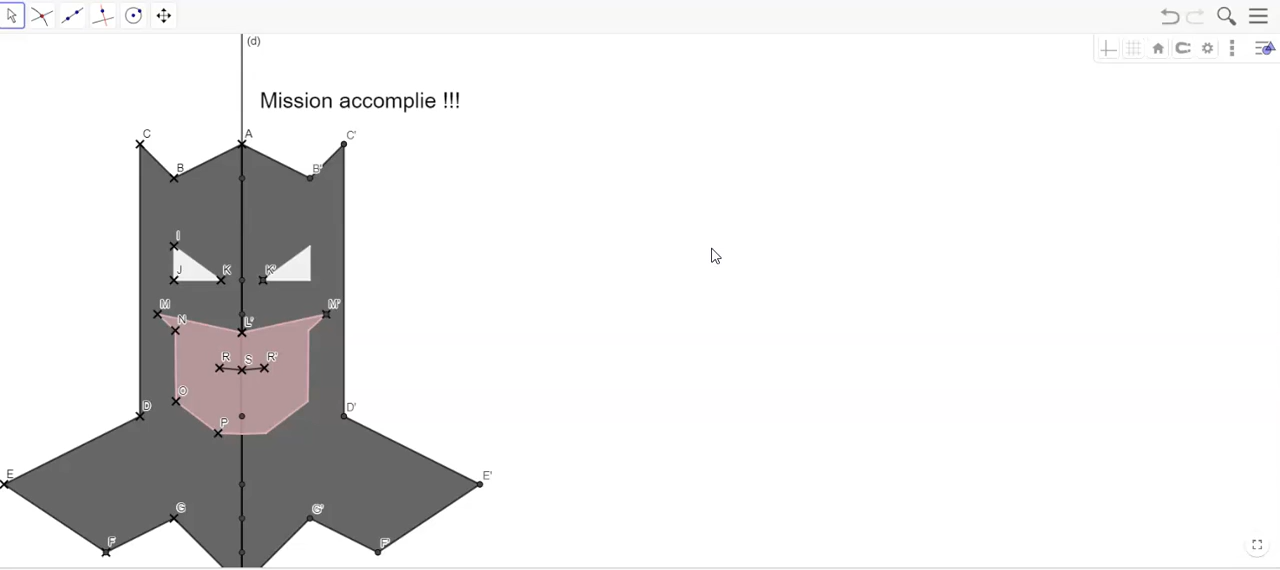 (d)
Mission accomplie !!!
C A C'
B B'
I
J K K'
M M'
N L'
R S R'
O
D D'
P
E E'
G G'
F F'